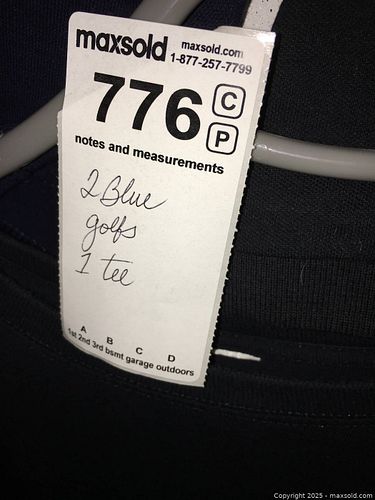 maxsold maxsold.com
1-877-257-7799
776 C
P
notes and measurements
2 Blue
golfs
1 tee
A B C D
1st 2nd 3rd bsmt garage outdoors
Copyright 2025 - maxsold.com